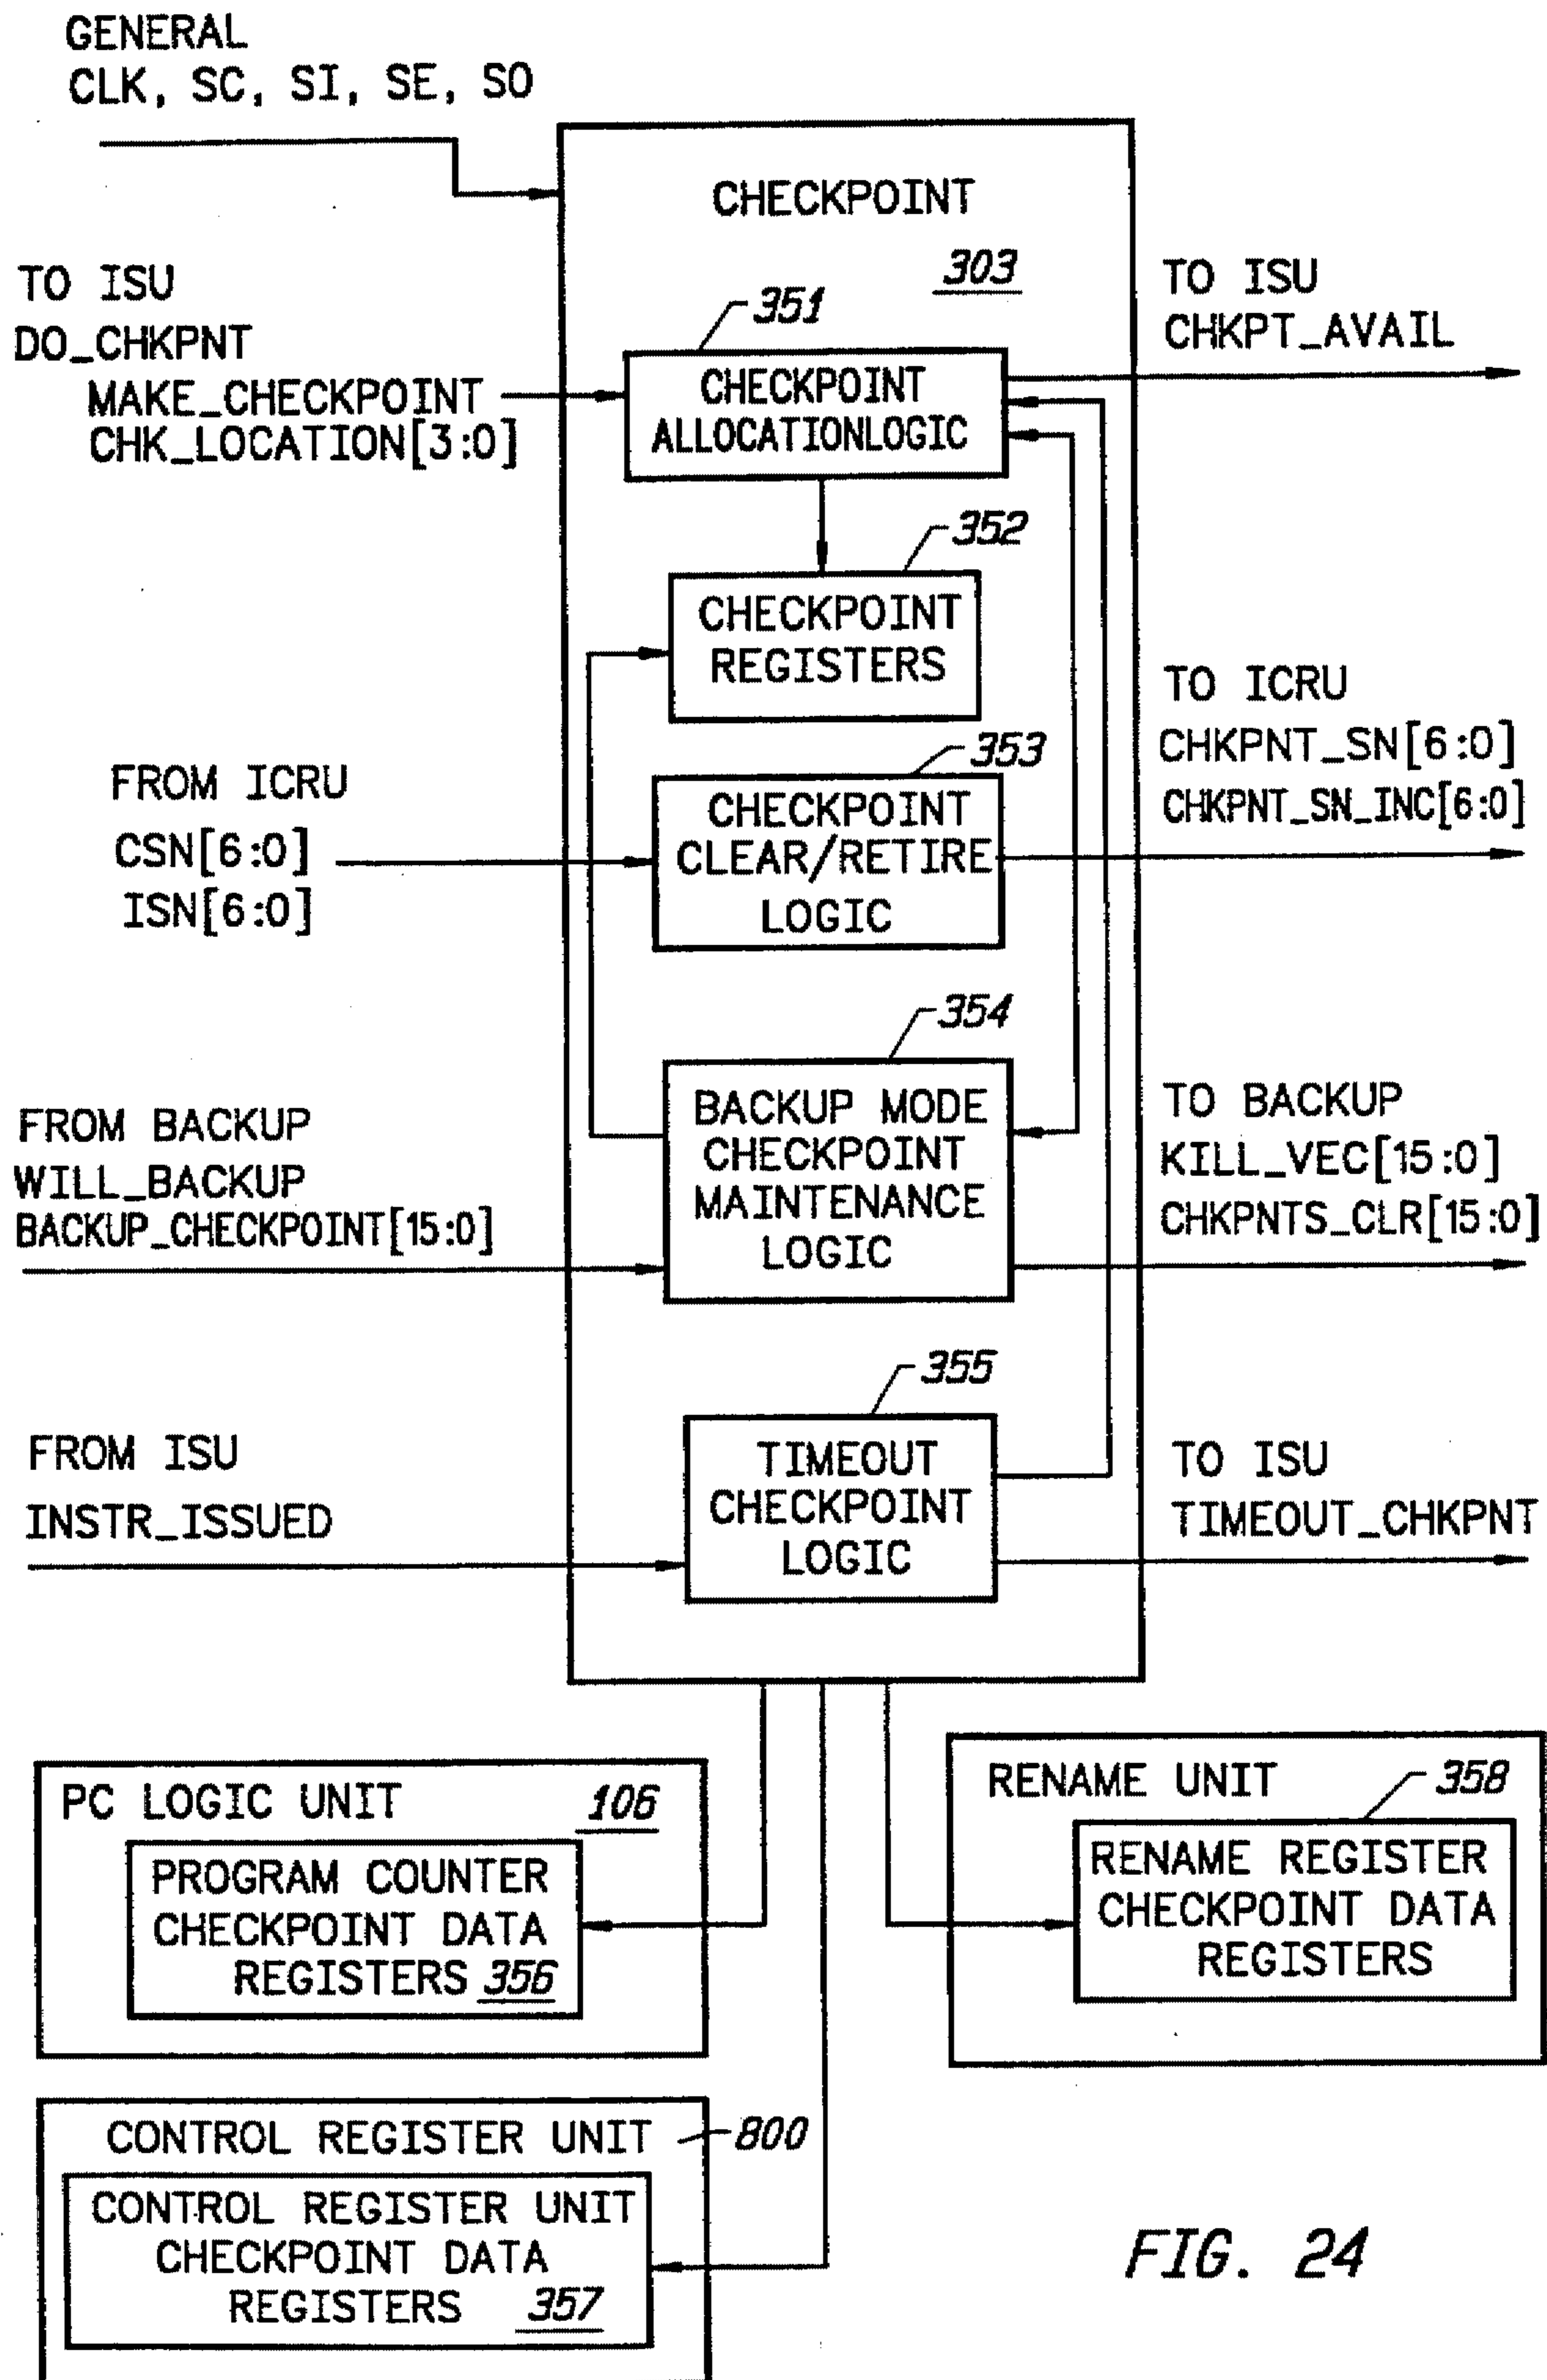 GENERAL
CLK, SC, SI, SE, SO
CHECKPOINT
303
TO ISU
DO_CHKPNT
MAKE_CHECKPOINT
CHK_LOCATION[3:0]
351
CHECKPOINT
ALLOCATIONLOGIC
TO ISU
CHKPT_AVAIL
352
CHECKPOINT
REGISTERS
FROM ICRU
CSN[6:0]
ISN[6:0]
353
CHECKPOINT
CLEAR/RETIRE
LOGIC
TO ICRU
CHKPNT_SN[6:0]
CHKPNT_SN_INC[6:0]
354
FROM BACKUP
WILL_BACKUP
BACKUP_CHECKPOINT[15:0]
BACKUP MODE
CHECKPOINT
MAINTENANCE
LOGIC
TO BACKUP
KILL_VEC[15:0]
CHKPNTS_CLR[15:0]
355
FROM ISU
INSTR_ISSUED
TIMEOUT
CHECKPOINT
LOGIC
TO ISU
TIMEOUT_CHKPNT
PC LOGIC UNIT 106
PROGRAM COUNTER
CHECKPOINT DATA
REGISTERS 356
RENAME UNIT 358
RENAME REGISTER
CHECKPOINT DATA
REGISTERS
CONTROL REGISTER UNIT 800
CONTROL REGISTER UNIT
CHECKPOINT DATA
REGISTERS 357
FIG. 24